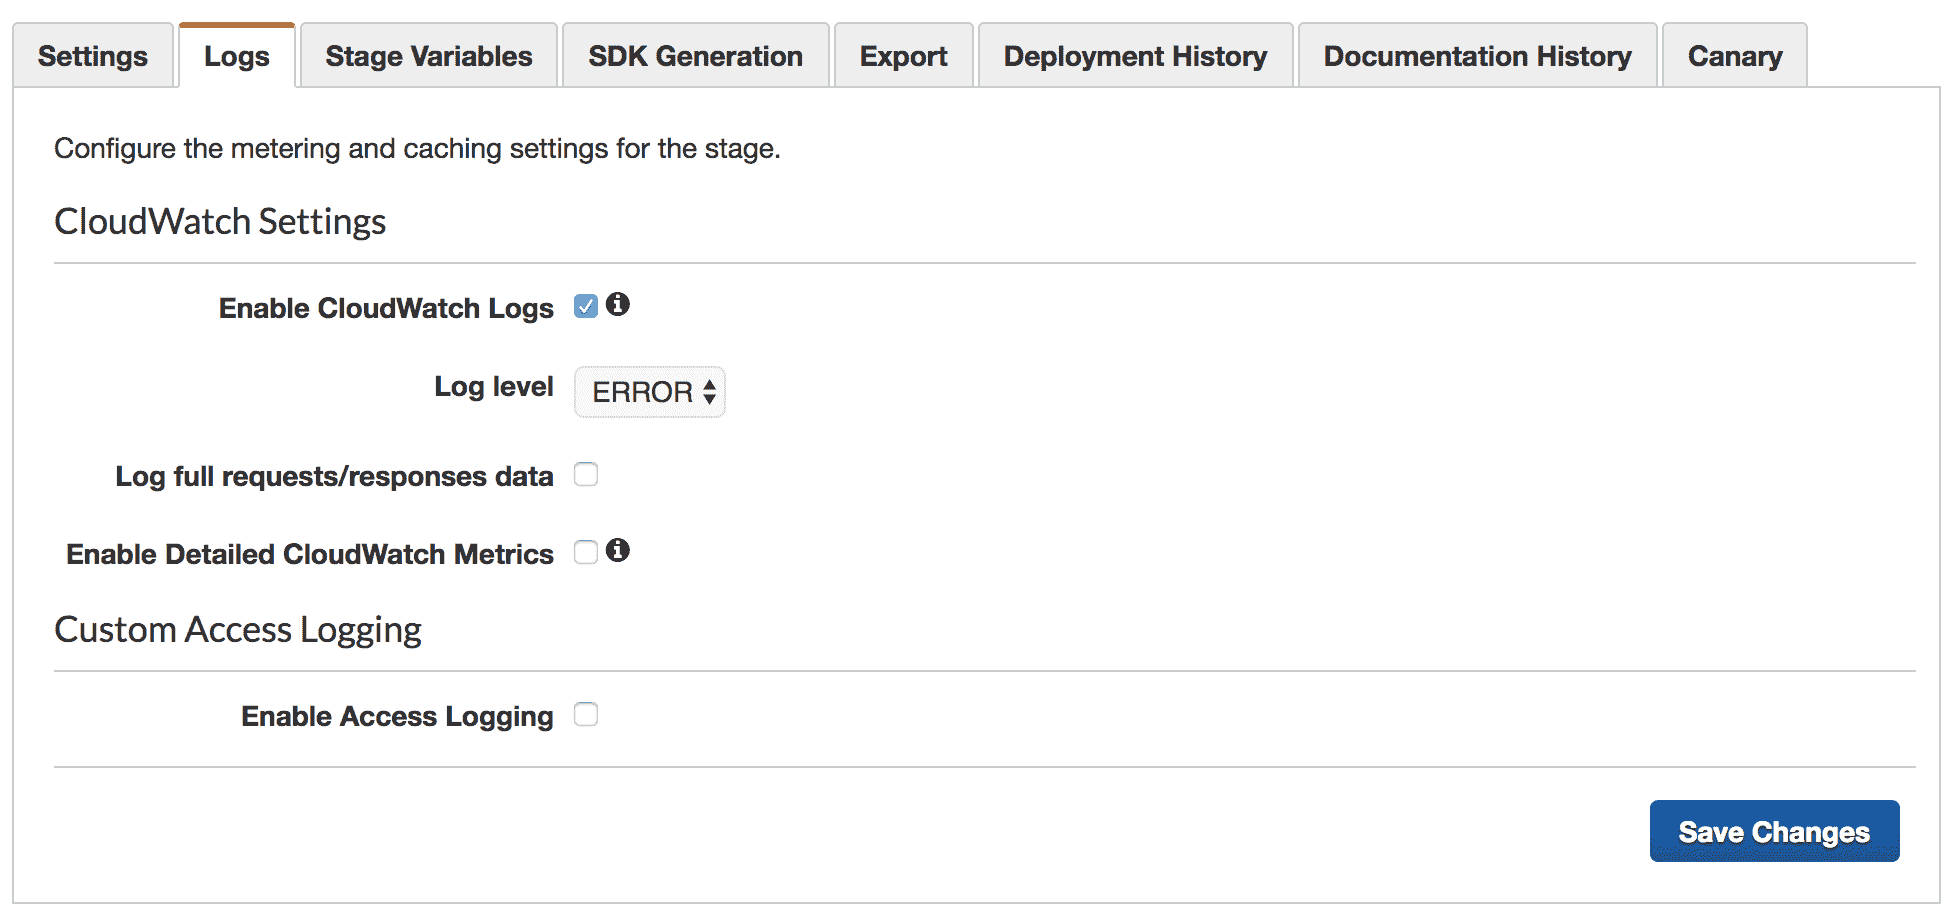 Settings Logs Stage Variables SDK Generation Export Deployment History Documentation History Canary
Configure the metering and caching settings for the stage.
CloudWatch Settings
Enable CloudWatch Logs
Log level ERROR
Log full requests/responses data
Enable Detailed CloudWatch Metrics
Custom Access Logging
Enable Access Logging
Save Changes